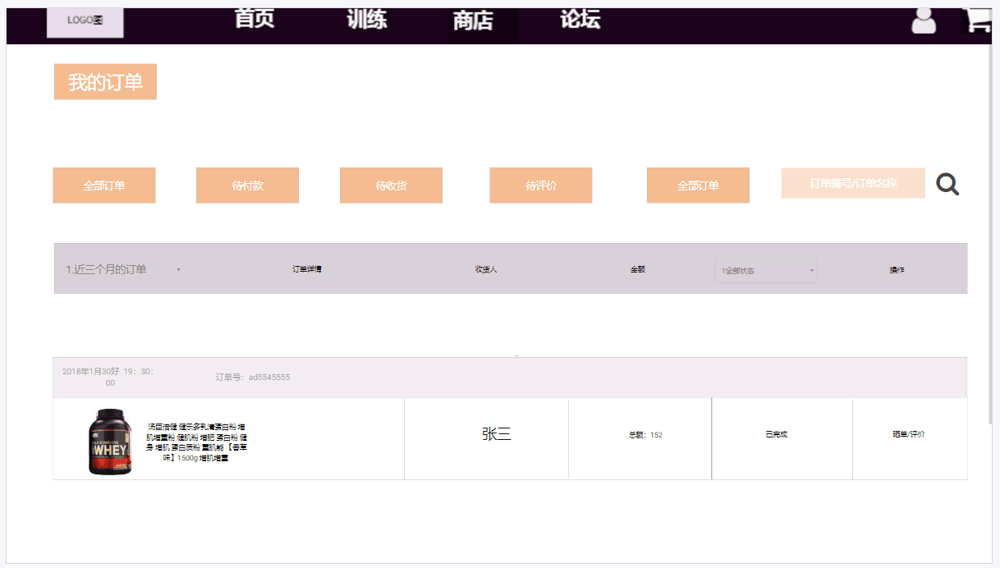 LOGO图
首页
训练
商店
论坛
我的订单
全部订单
待付款
待收货
待评价
全部订单
订单编号/订单名称
1.近三个月的订单
订单详情
收货人
金额
1全部状态
操作
2018年1月30好 19：30：
00
订单号：ad5545555
GOLD STANDARD
WHEY
汤臣倍健 健乐多乳清蛋白粉 增
肌增重粉 健肌粉 增肥 蛋白粉 健
身 增肌 蛋白质粉 重肌能 【香草
味】1500g 增肌增重
张三
总额：152
已完成
晒单/评价